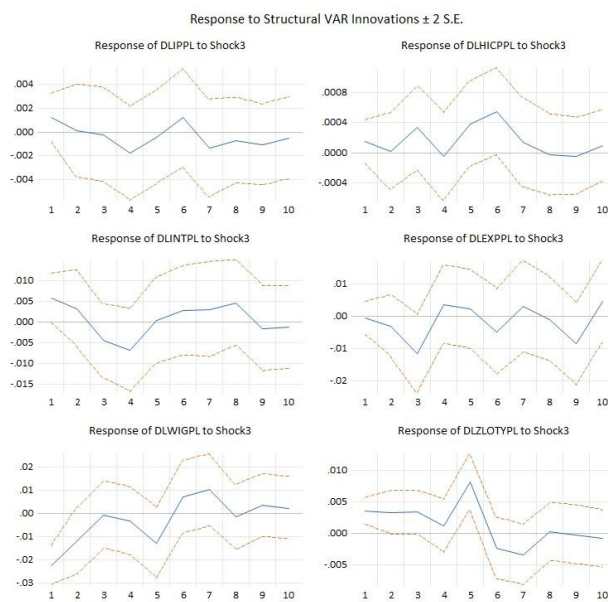 Response to Structural VAR Innovations ± 2 S.E.
Response of DLIPPL to Shock3
.004
.002
.000
-.002
-.004
1 2 3 4 5 6 7 8 9 10
Response of DLHICPPL to Shock3
.0008
.0004
.0000
-.0004
1 2 3 4 5 6 7 8 9 10
Response of DLINTPL to Shock3
.010
.005
.000
-.005
-.010
-.015
1 2 3 4 5 6 7 8 9 10
Response of DLEXPPL to Shock3
.01
.00
-.01
-.02
1 2 3 4 5 6 7 8 9 10
Response of DLWIGPL to Shock3
.02
.01
.00
-.01
-.02
-.03
1 2 3 4 5 6 7 8 9 10
Response of DLZLOTYPL to Shock3
.010
.005
.000
-.005
1 2 3 4 5 6 7 8 9 10